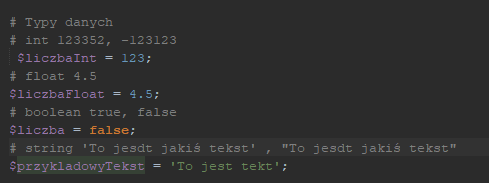 # Typy danych
# int 123352, -123123
$liczbaInt = 123;
# float 4.5
$liczbaFloat = 4.5;
# boolean true, false
$liczba = false;
# string 'To jesdt jakiś tekst' , "To jesdt jakiś tekst"
$przykladowyTekst = 'To jest tekt';